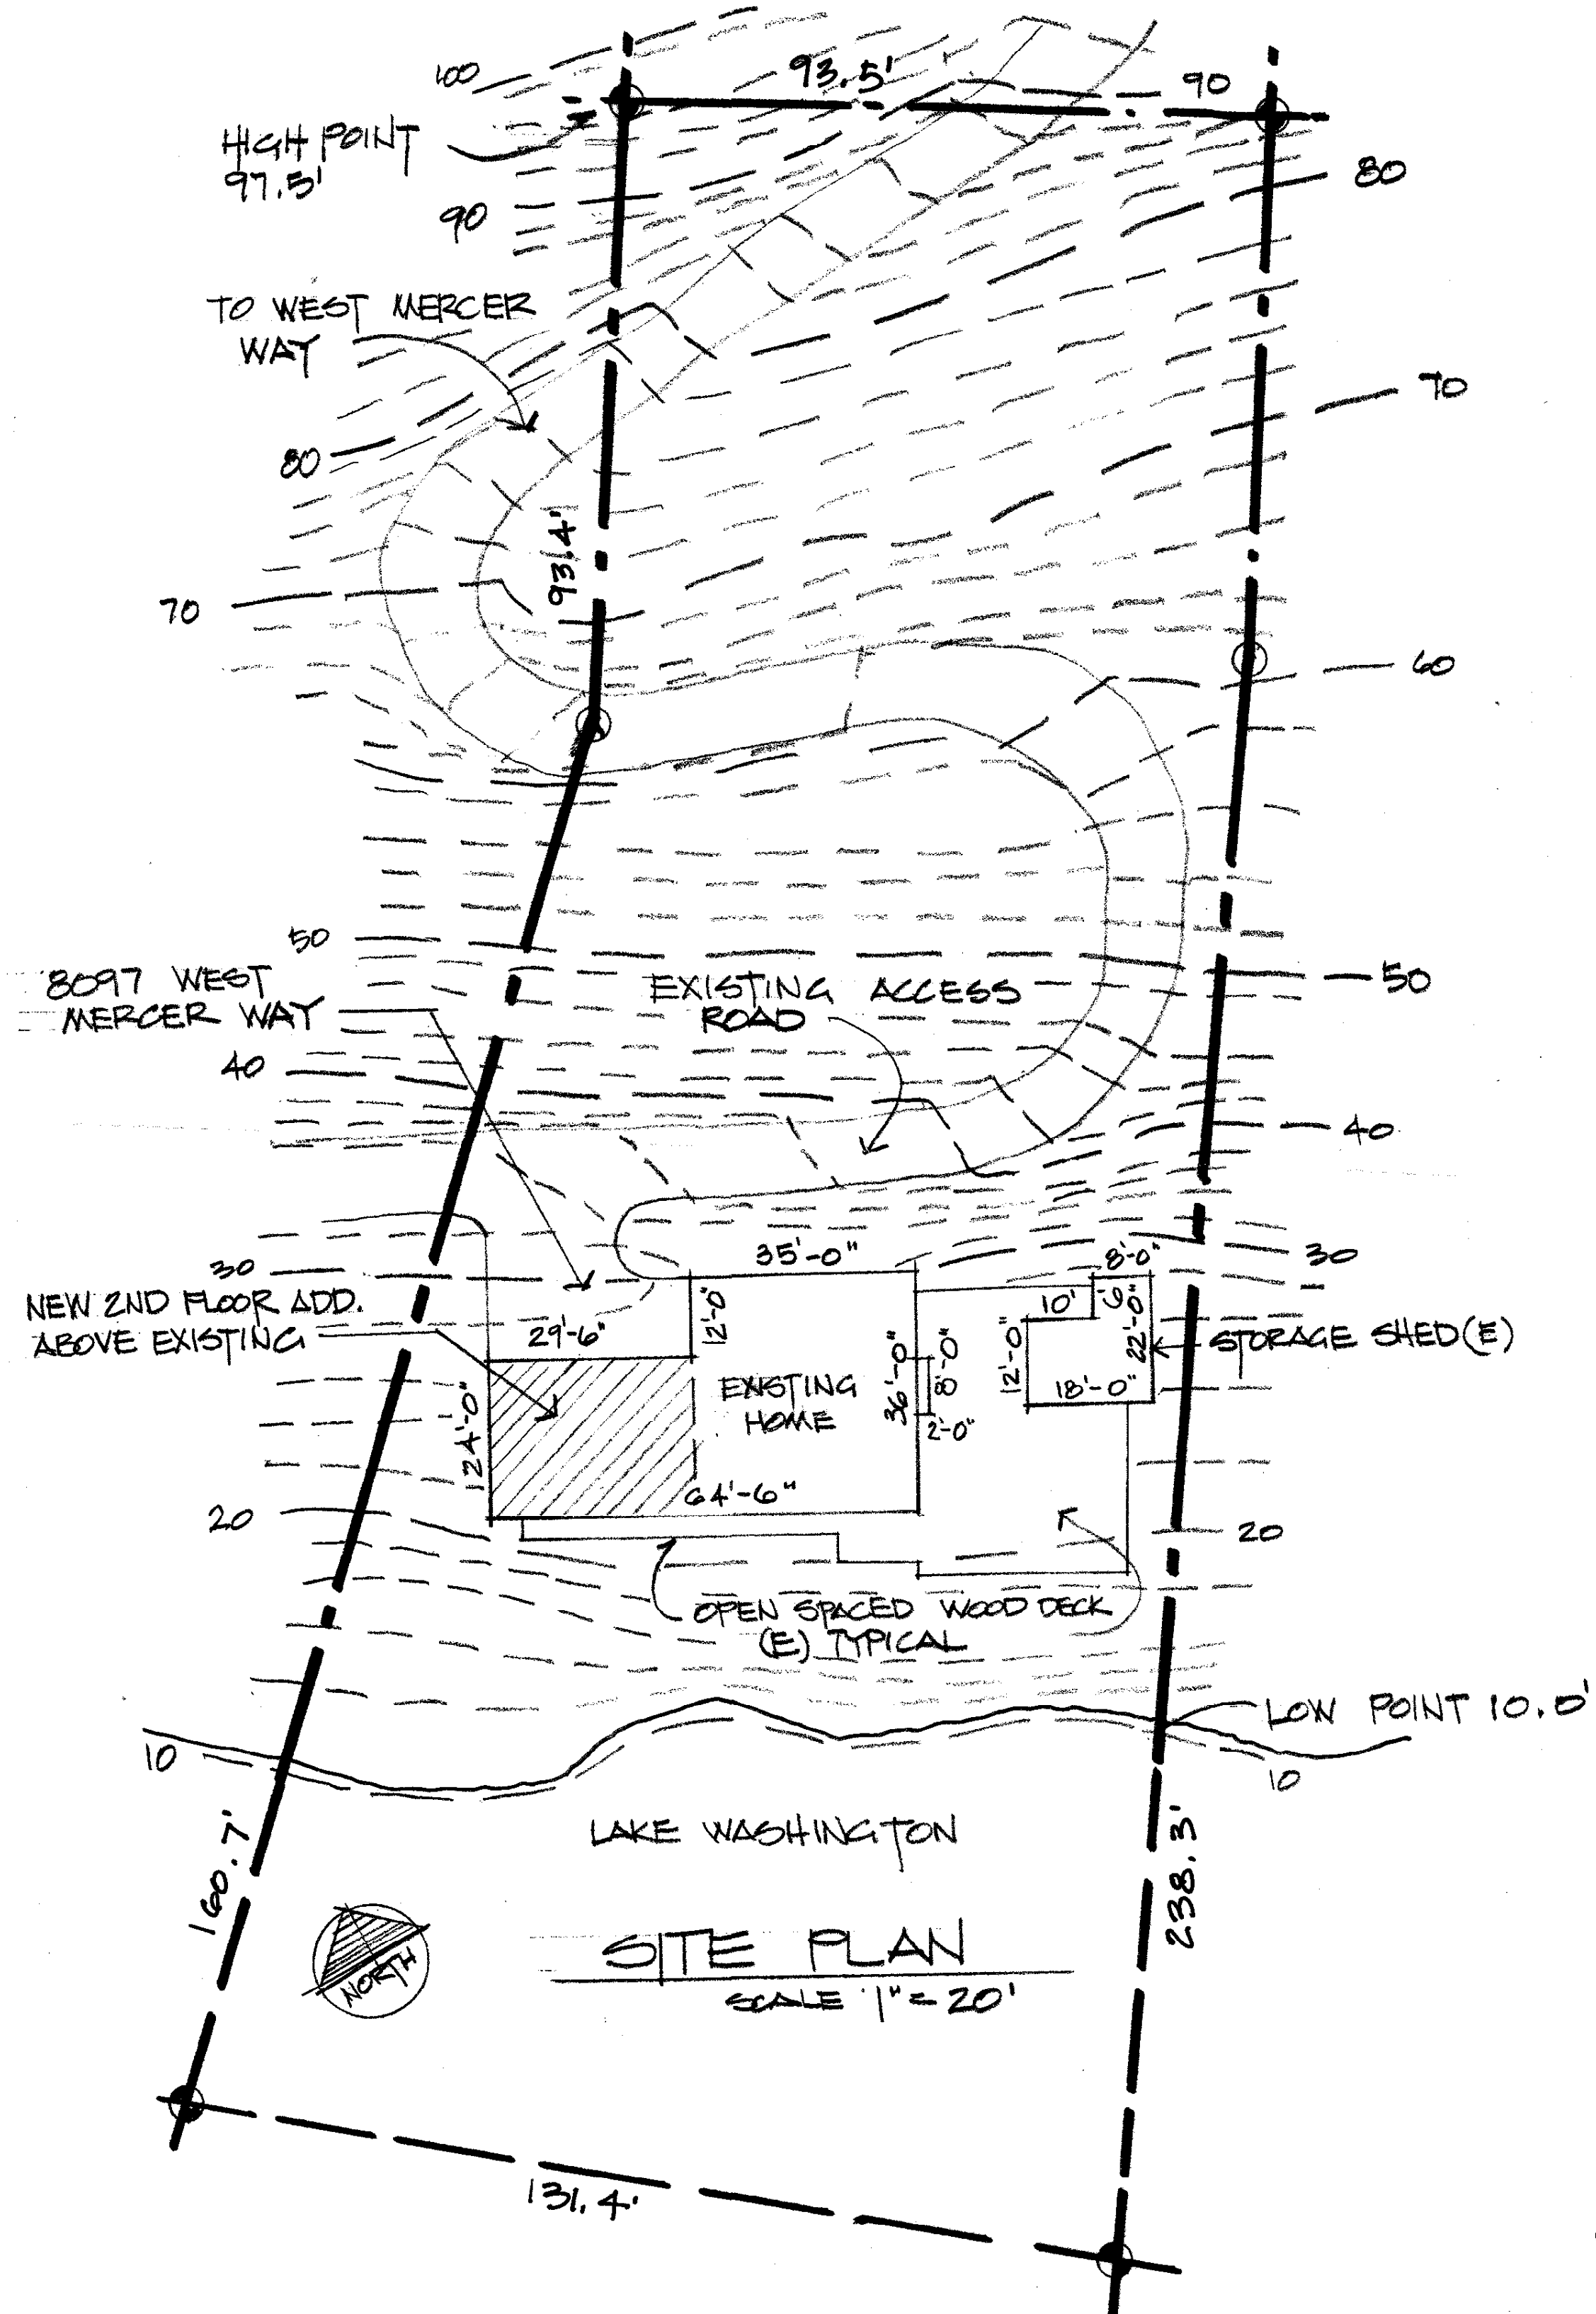 100
93.5'
90
HIGH POINT
97.5'
80
90
TO WEST MERCER
WAY
70
80
93.4'
70
60
50
8097 WEST
MERCER WAY
EXISTING ACCESS
ROAD
50
40
40
35'-0"
8'-0"
30
30
NEW 2ND FLOOR ADD.
ABOVE EXISTING
29'-6"
12'-0"
10'
6'-0"
22'-0"
STORAGE SHED (E)
12'-0"
18'-0"
EXISTING
HOME
36'-0"
8'-0"
2'-0"
24'-0"
64'-6"
20
20
OPEN SPACED WOOD DECK
(E) TYPICAL
LOW POINT 10.0'
10
10
LAKE WASHINGTON
160.7'
238.3'
NORTH
SITE PLAN
SCALE 1" = 20'
131.4'